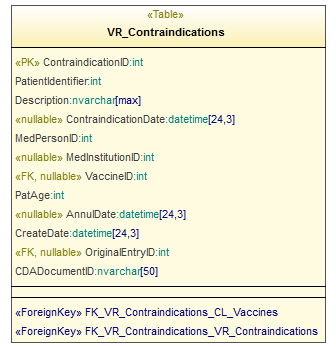 «Table»
VR_Contraindications
«PK» ContraindicationID:int
PatientIdentifier:int
Description:nvarchar[max]
«nullable» ContraindicationDate:datetime[24,3]
MedPersonID:int
«nullable» MedInstitutionID:int
«FK, nullable» VaccineID:int
PatAge:int
«nullable» AnnulDate:datetime[24,3]
CreateDate:datetime[24,3]
«FK, nullable» OriginalEntryID:int
CDADocumentID:nvarchar[50]
«ForeignKey» FK_VR_Contraindications_CL_Vaccines
«ForeignKey» FK_VR_Contraindications_VR_Contraindications